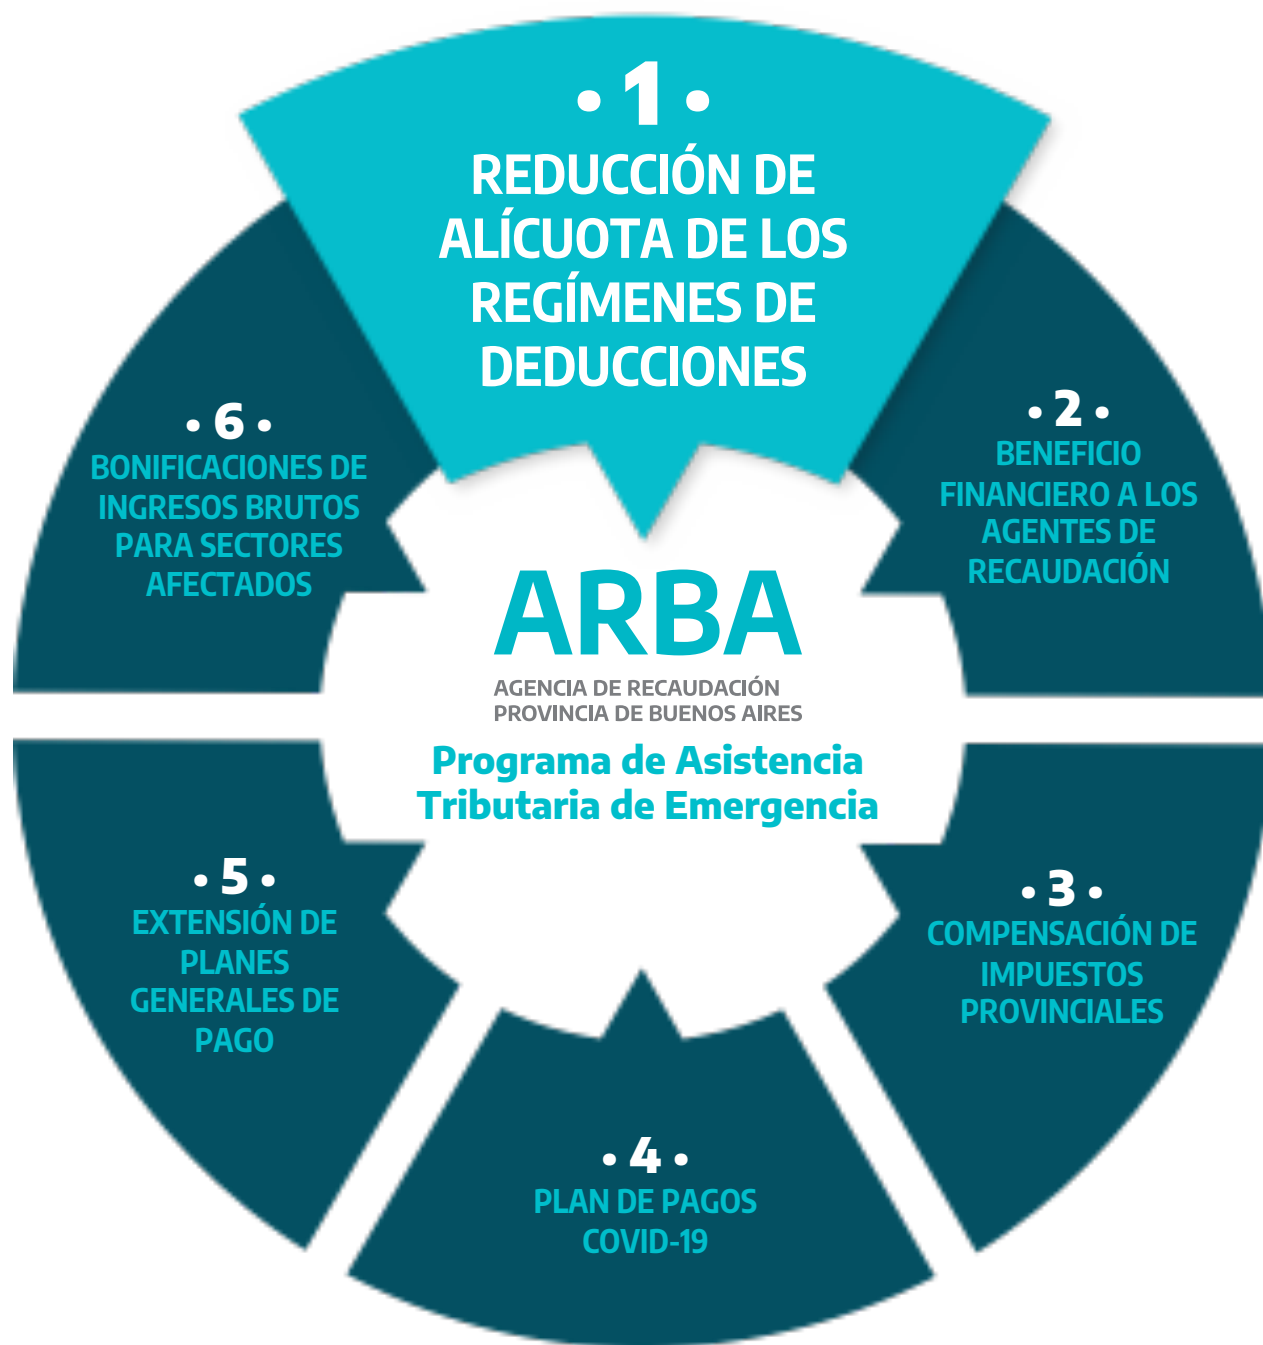 • 1 •
REDUCCIÓN DE
ALÍCUOTA DE LOS
REGÍMENES DE
DEDUCCIONES
• 2 •
BENEFICIO
FINANCIERO A LOS
AGENTES DE
RECAUDACIÓN
• 3 •
COMPENSACIÓN DE
IMPUESTOS
PROVINCIALES
• 4 •
PLAN DE PAGOS
COVID-19
• 5 •
EXTENSIÓN DE
PLANES
GENERALES DE
PAGO
• 6 •
BONIFICACIONES DE
INGRESOS BRUTOS
PARA SECTORES
AFECTADOS
ARBA
AGENCIA DE RECAUDACIÓN
PROVINCIA DE BUENOS AIRES
Programa de Asistencia
Tributaria de Emergencia